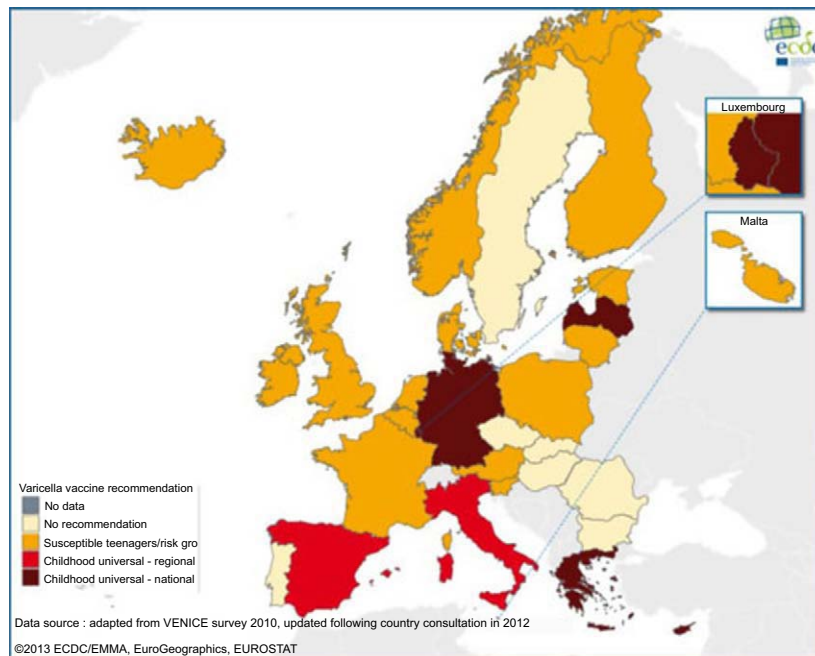 ecdc
Luxembourg
Malta
Varicella vaccine recommendation
No data
No recommendation
Susceptible teenagers/risk gro
Childhood universal - regional
Childhood universal - national
Data source : adapted from VENICE survey 2010, updated following country consultation in 2012
©2013 ECDC/EMMA, EuroGeographics, EUROSTAT